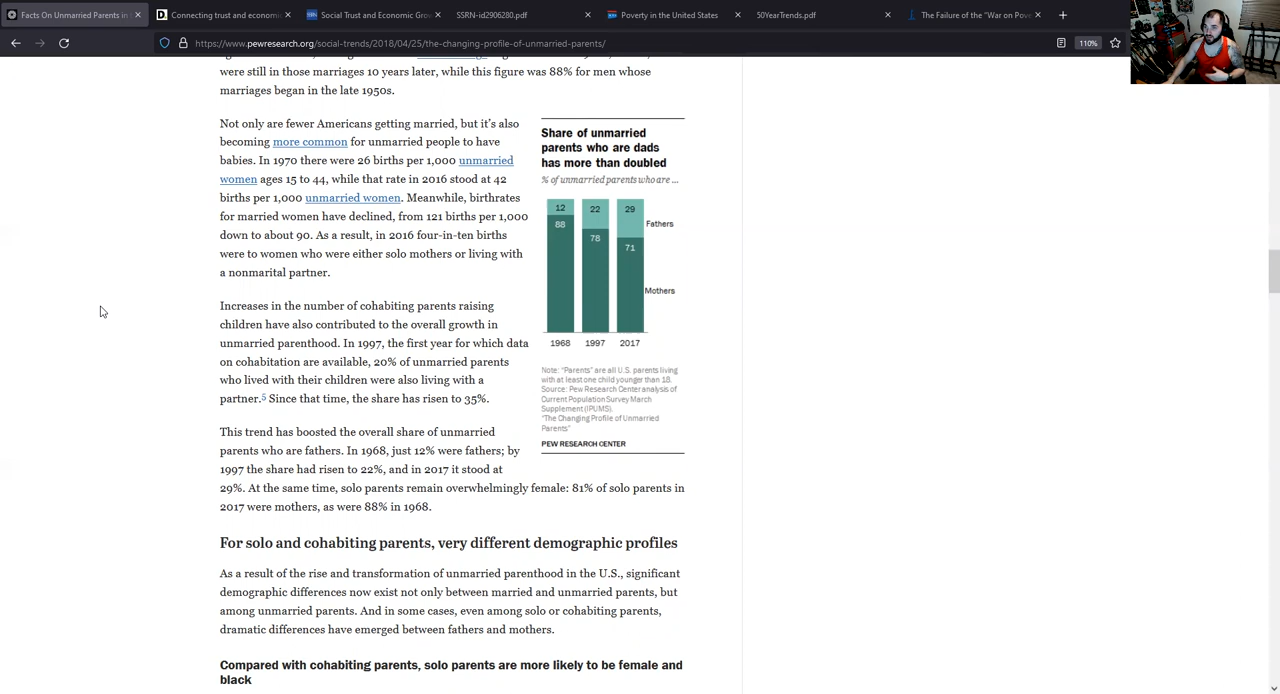 Facts On Unmarried Parents in
Connecting trust and economi
Social Trust and Economic Gro
SSRN-id2906280.pdf
Poverty in the United States
50YearTrends.pdf
The Failure of the “War on Pov
https://www.pewresearch.org/social-trends/2018/04/25/the-changing-profile-of-unmarried-parents/
110%
were still in those marriages 10 years later, while this figure was 88% for men whose
marriages began in the late 1950s.
Not only are fewer Americans getting married, but it’s also
becoming more common for unmarried people to have
babies. In 1970 there were 26 births per 1,000 unmarried
women ages 15 to 44, while that rate in 2016 stood at 42
births per 1,000 unmarried women. Meanwhile, birthrates
for married women have declined, from 121 births per 1,000
down to about 90. As a result, in 2016 four-in-ten births
were to women who were either solo mothers or living with
a nonmarital partner.
Increases in the number of cohabiting parents raising
children have also contributed to the overall growth in
unmarried parenthood. In 1997, the first year for which data
on cohabitation are available, 20% of unmarried parents
who lived with their children were also living with a
partner.5 Since that time, the share has risen to 35%.
This trend has boosted the overall share of unmarried
parents who are fathers. In 1968, just 12% were fathers; by
1997 the share had risen to 22%, and in 2017 it stood at
29%. At the same time, solo parents remain overwhelmingly female: 81% of solo parents in
2017 were mothers, as were 88% in 1968.
Share of unmarried
parents who are dads
has more than doubled
% of unmarried parents who are ...
12 22 29
Fathers
88 78 71
Mothers
1968 1997 2017
Note: “Parents” are all U.S. parents living
with at least one child younger than 18.
Source: Pew Research Center analysis of
Current Population Survey March
Supplement (IPUMS).
“The Changing Profile of Unmarried
Parents”
PEW RESEARCH CENTER
For solo and cohabiting parents, very different demographic profiles
As a result of the rise and transformation of unmarried parenthood in the U.S., significant
demographic differences now exist not only between married and unmarried parents, but
among unmarried parents. And in some cases, even among solo or cohabiting parents,
dramatic differences have emerged between fathers and mothers.
Compared with cohabiting parents, solo parents are more likely to be female and
black